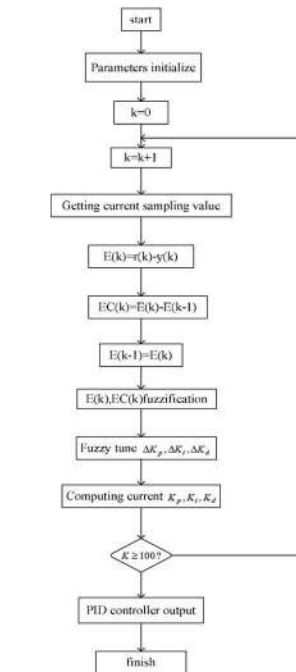 start
Parameters initialize
k=0
k=k+1
Getting current sampling value
E(k)=r(k)-y(k)
EC(k)=E(k)-E(k-1)
E(k-1)=E(k)
E(k),EC(k)fuzzification
Fuzzy tune ΔK_p, ΔK_i, ΔK_d
Computing current K_p, K_i, K_d
K≥100?
PID controller output
finish